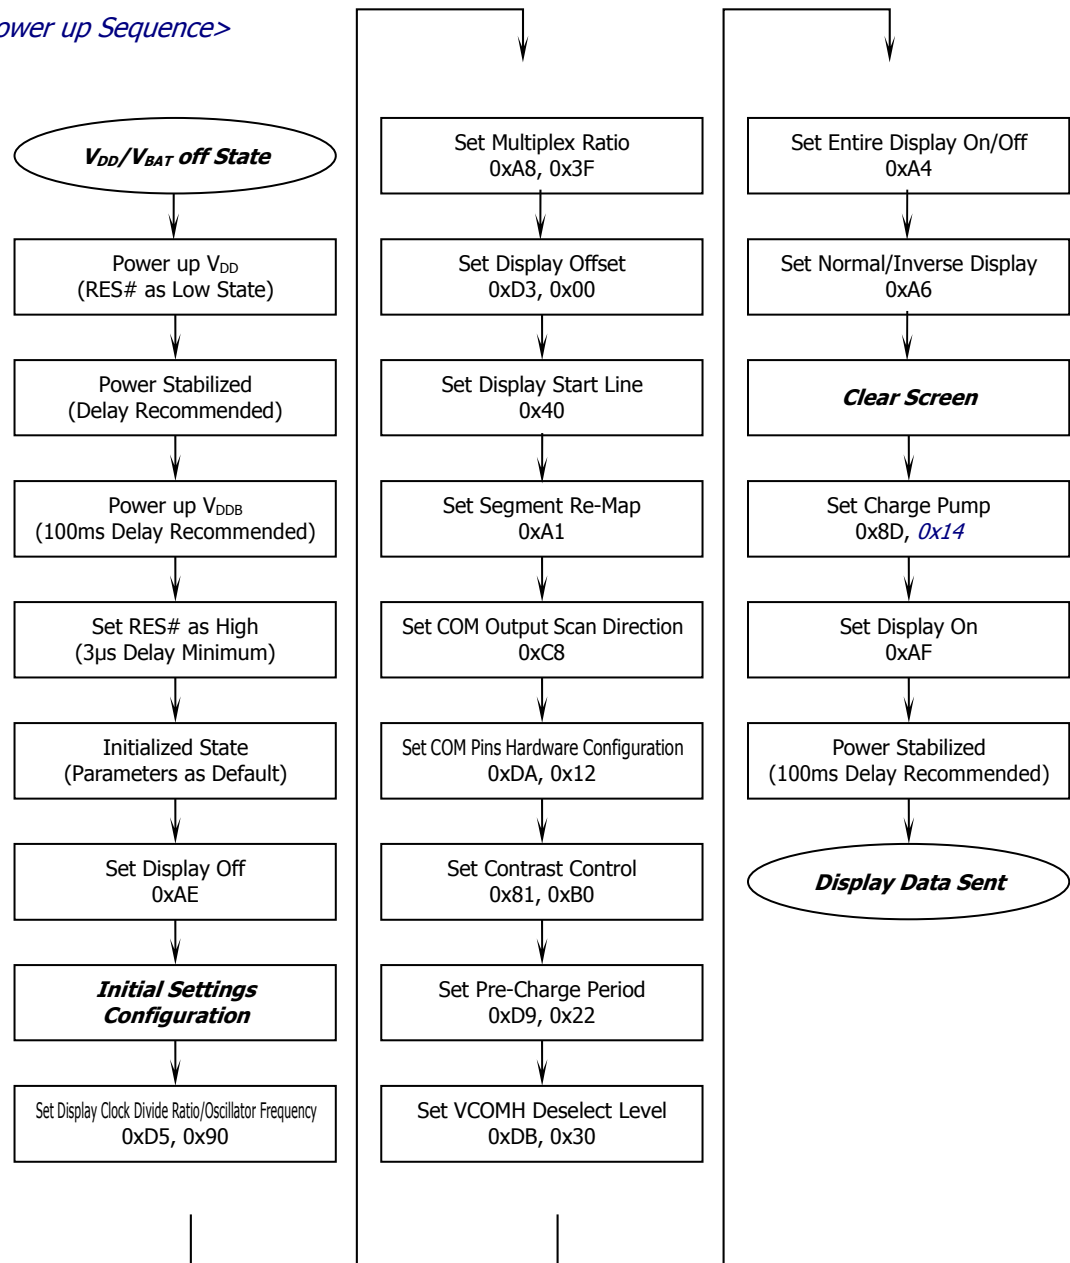 ower up Sequence>
VDD/VBAT off State
Power up VDD
(RES# as Low State)
Power Stabilized
(Delay Recommended)
Power up VDDB
(100ms Delay Recommended)
Set RES# as High
(3μs Delay Minimum)
Initialized State
(Parameters as Default)
Set Display Off
0xAE
Initial Settings
Configuration
Set Display Clock Divide Ratio/Oscillator Frequency
0xD5, 0x90
Set Multiplex Ratio
0xA8, 0x3F
Set Display Offset
0xD3, 0x00
Set Display Start Line
0x40
Set Segment Re-Map
0xA1
Set COM Output Scan Direction
0xC8
Set COM Pins Hardware Configuration
0xDA, 0x12
Set Contrast Control
0x81, 0xB0
Set Pre-Charge Period
0xD9, 0x22
Set VCOMH Deselect Level
0xDB, 0x30
Set Entire Display On/Off
0xA4
Set Normal/Inverse Display
0xA6
Clear Screen
Set Charge Pump
0x8D, 0x14
Set Display On
0xAF
Power Stabilized
(100ms Delay Recommended)
Display Data Sent